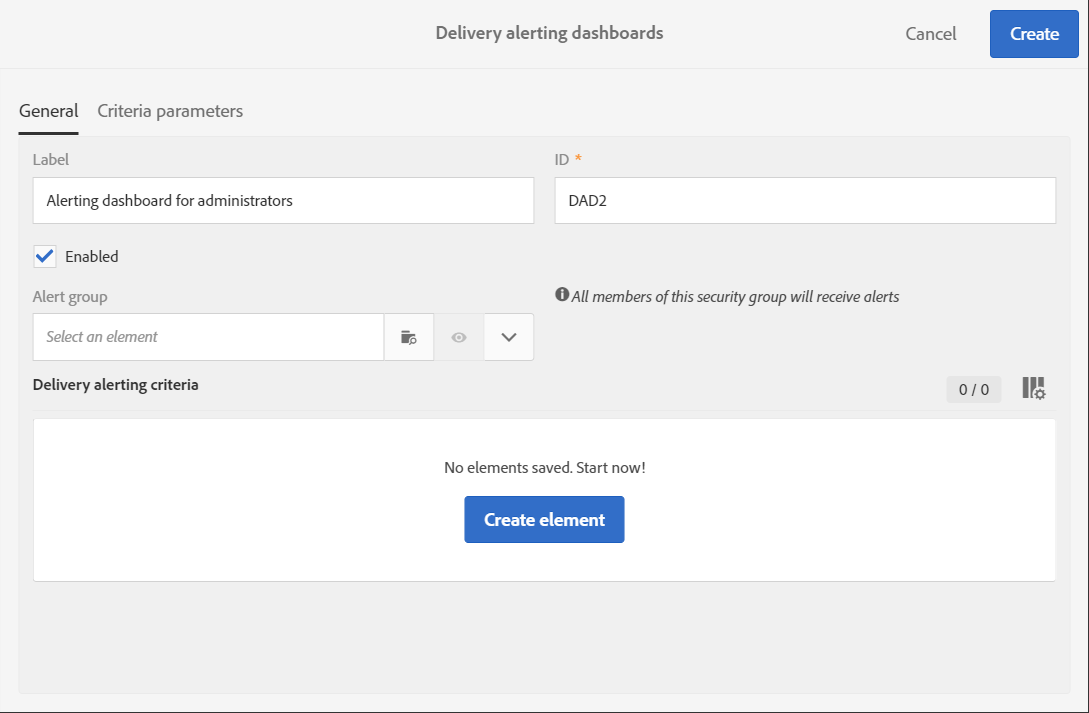 Delivery alerting dashboards
Cancel
Create
General
Criteria parameters
Label
ID *
Alerting dashboard for administrators
DAD2
Enabled
Alert group
All members of this security group will receive alerts
Select an element
Delivery alerting criteria
0 / 0
No elements saved. Start now!
Create element